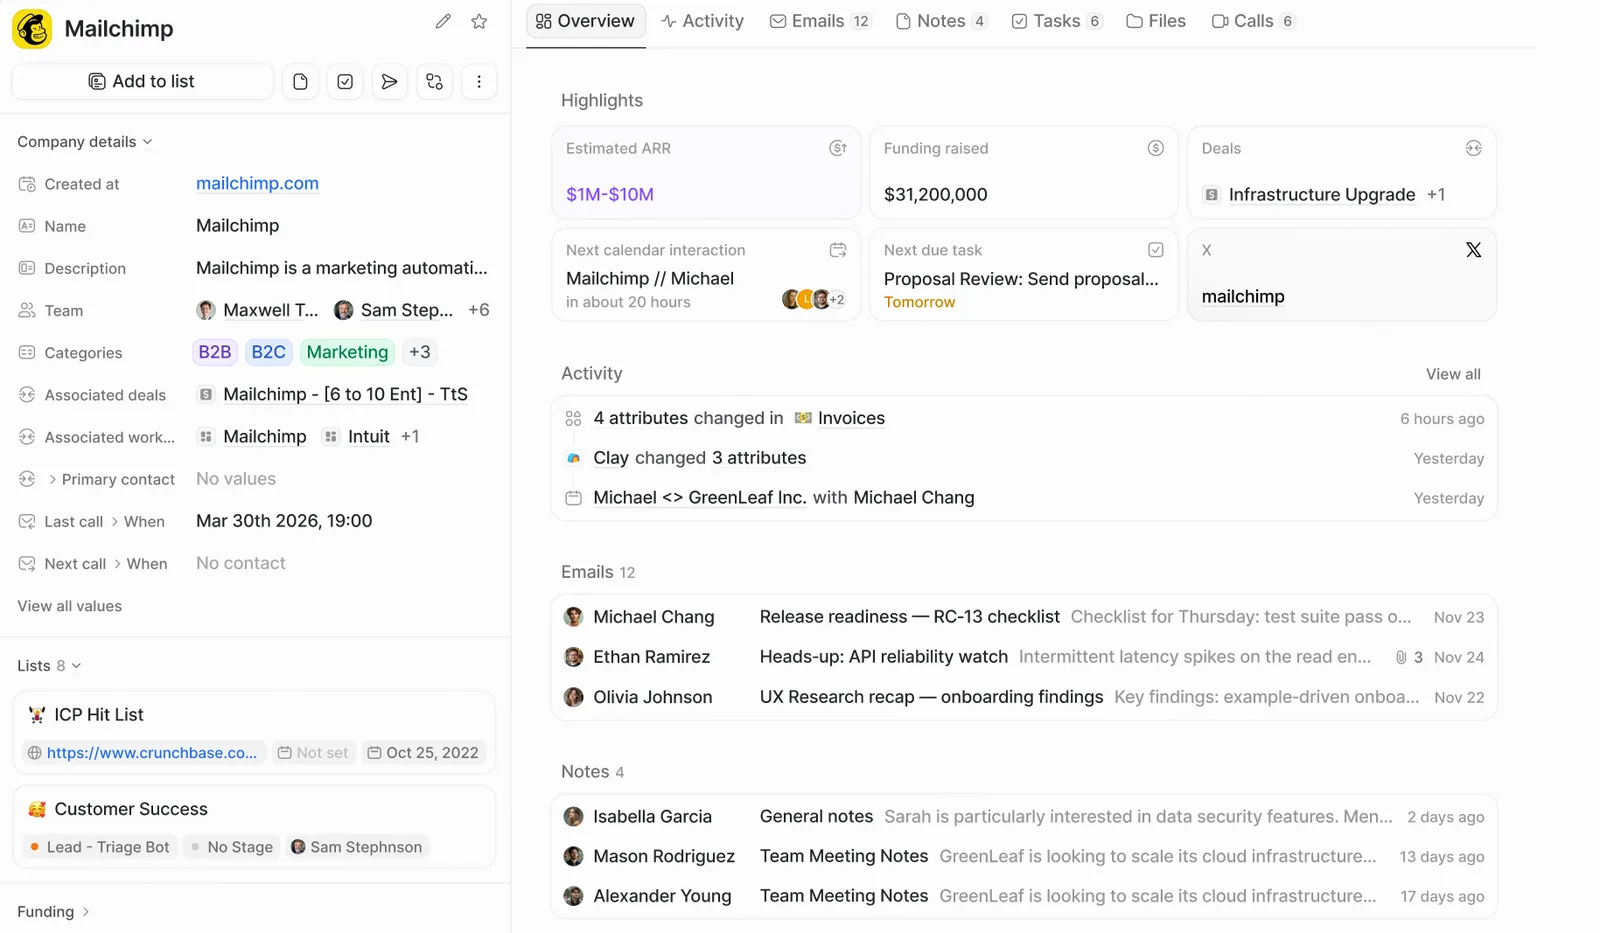 Mailchimp
Add to list
Company details
Created at mailchimp.com
Name Mailchimp
Description Mailchimp is a marketing automati...
Team Maxwell T... Sam Step... +6
Categories B2B B2C Marketing +3
Associated deals Mailchimp - [6 to 10 Ent] - TtS
Associated work... Mailchimp Intuit +1
> Primary contact No values
Last call > When Mar 30th 2026, 19:00
Next call > When No contact
View all values
Lists 8
ICP Hit List
https://www.crunchbase.co... Not set Oct 25, 2022
Customer Success
Lead - Triage Bot No Stage Sam Stephnson
Funding >
Overview Activity Emails 12 Notes 4 Tasks 6 Files Calls 6
Highlights
Estimated ARR
$1M-$10M
Funding raised
$31,200,000
Deals
Infrastructure Upgrade +1
Next calendar interaction
Mailchimp // Michael
in about 20 hours L +2
Next due task
Proposal Review: Send proposal...
Tomorrow
X
mailchimp
Activity View all
4 attributes changed in Invoices 6 hours ago
Clay changed 3 attributes Yesterday
Michael <> GreenLeaf Inc. with Michael Chang Yesterday
Emails 12
Michael Chang Release readiness — RC-13 checklist Checklist for Thursday: test suite pass o... Nov 23
Ethan Ramirez Heads-up: API reliability watch Intermittent latency spikes on the read en... 3 Nov 24
Olivia Johnson UX Research recap — onboarding findings Key findings: example-driven onboa... Nov 22
Notes 4
Isabella Garcia General notes Sarah is particularly interested in data security features. Men... 2 days ago
Mason Rodriguez Team Meeting Notes GreenLeaf is looking to scale its cloud infrastructure... 13 days ago
Alexander Young Team Meeting Notes GreenLeaf is looking to scale its cloud infrastructure... 17 days ago